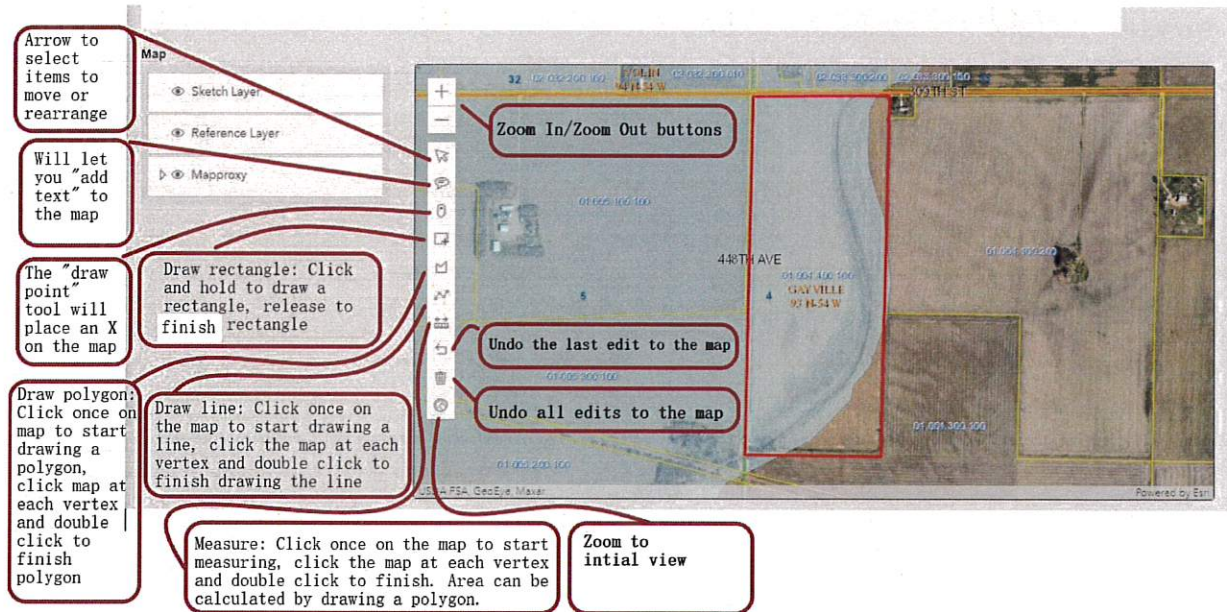 Arrow to
select
items to
move or
rearrange
Map
Sketch Layer
Reference Layer
Mapproxy
Will let
you "add
text" to
the map
The "draw
point"
tool will
place an X
on the map
Draw rectangle: Click
and hold to draw a
rectangle, release to
finish rectangle
Draw polygon:
Click once on
map to start
drawing a
polygon,
click map at
each vertex
and double
click to
finish
polygon
Draw line: Click once on
the map to start drawing a
line, click the map at each
vertex and double click to
finish drawing the line
Measure: Click once on the map to start
measuring, click the map at each vertex
and double click to finish. Area can be
calculated by drawing a polygon.
Zoom to
intial view
Zoom In/Zoom Out buttons
Undo the last edit to the map
Undo all edits to the map
32
94 N-54 W
309TH ST
01.005.100.100
448TH AVE
5
4
01.004.400.100
GAYVILLE
93 N-54 W
01.004.100.200
01.005.300.100
01.005.200.100
01.001.300.100
USDA FSA, GeoEye, Maxar
Powered by Esri